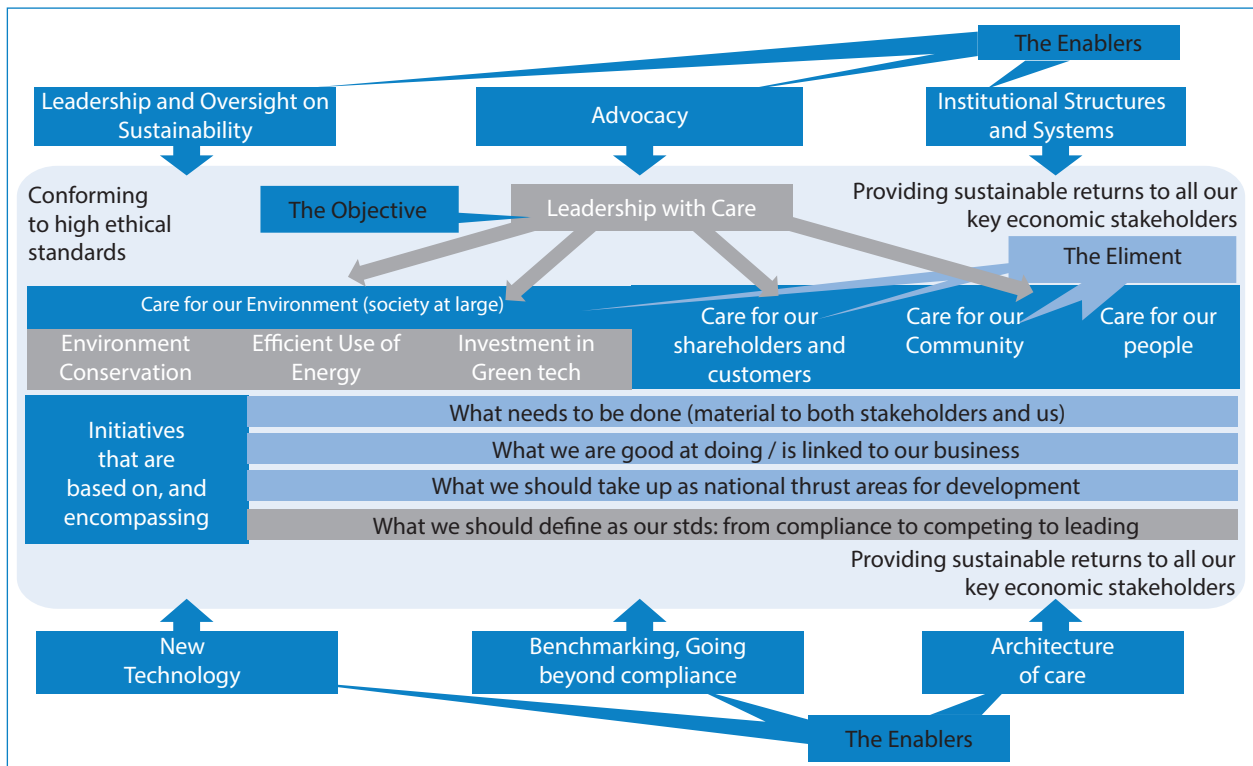 The Enablers
Leadership and Oversight on
Sustainability
Advocacy
Institutional Structures
and Systems
Conforming
to high ethical
standards
The Objective
Leadership with Care
Providing sustainable returns to all our
key economic stakeholders
The Eliment
Care for our Environment (society at large)
Environment
Conservation
Efficient Use of
Energy
Investment in
Green tech
Care for our
shareholders and
customers
Care for our
Community
Care for our
people
Initiatives
that are
based on, and
encompassing
What needs to be done (material to both stakeholders and us)
What we are good at doing / is linked to our business
What we should take up as national thrust areas for development
What we should define as our stds: from compliance to competing to leading
Providing sustainable returns to all our
key economic stakeholders
New
Technology
Benchmarking, Going
beyond compliance
Architecture
of care
The Enablers